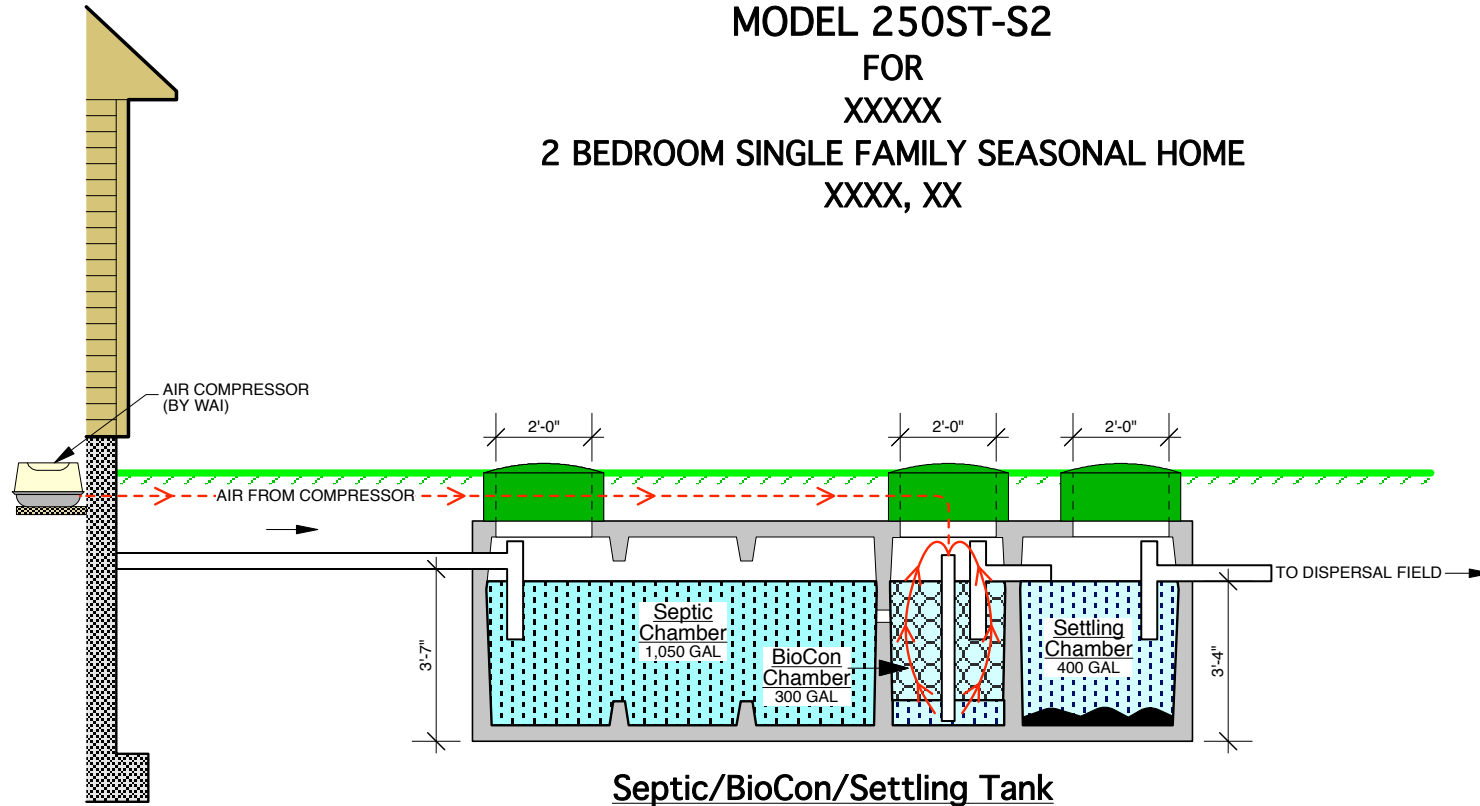 MODEL 250ST-S2
FOR
XXXXX
2 BEDROOM SINGLE FAMILY SEASONAL HOME
XXXX, XX
AIR COMPRESSOR
(BY WAI)
2'-0"
2'-0"
2'-0"
AIR FROM COMPRESSOR
TO DISPERSAL FIELD
Septic
Chamber
1,050 GAL
BioCon
Chamber
300 GAL
Settling
Chamber
400 GAL
3'-7"
3'-4"
Septic/BioCon/Settling Tank